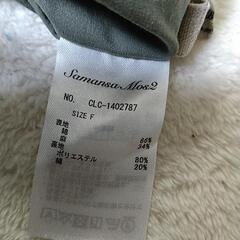 Samansa Mos2
NO. CLC-1402787
SIZE F
表地
綿 66%
麻 34%
裏地
ポリエステル 80%
綿 20%